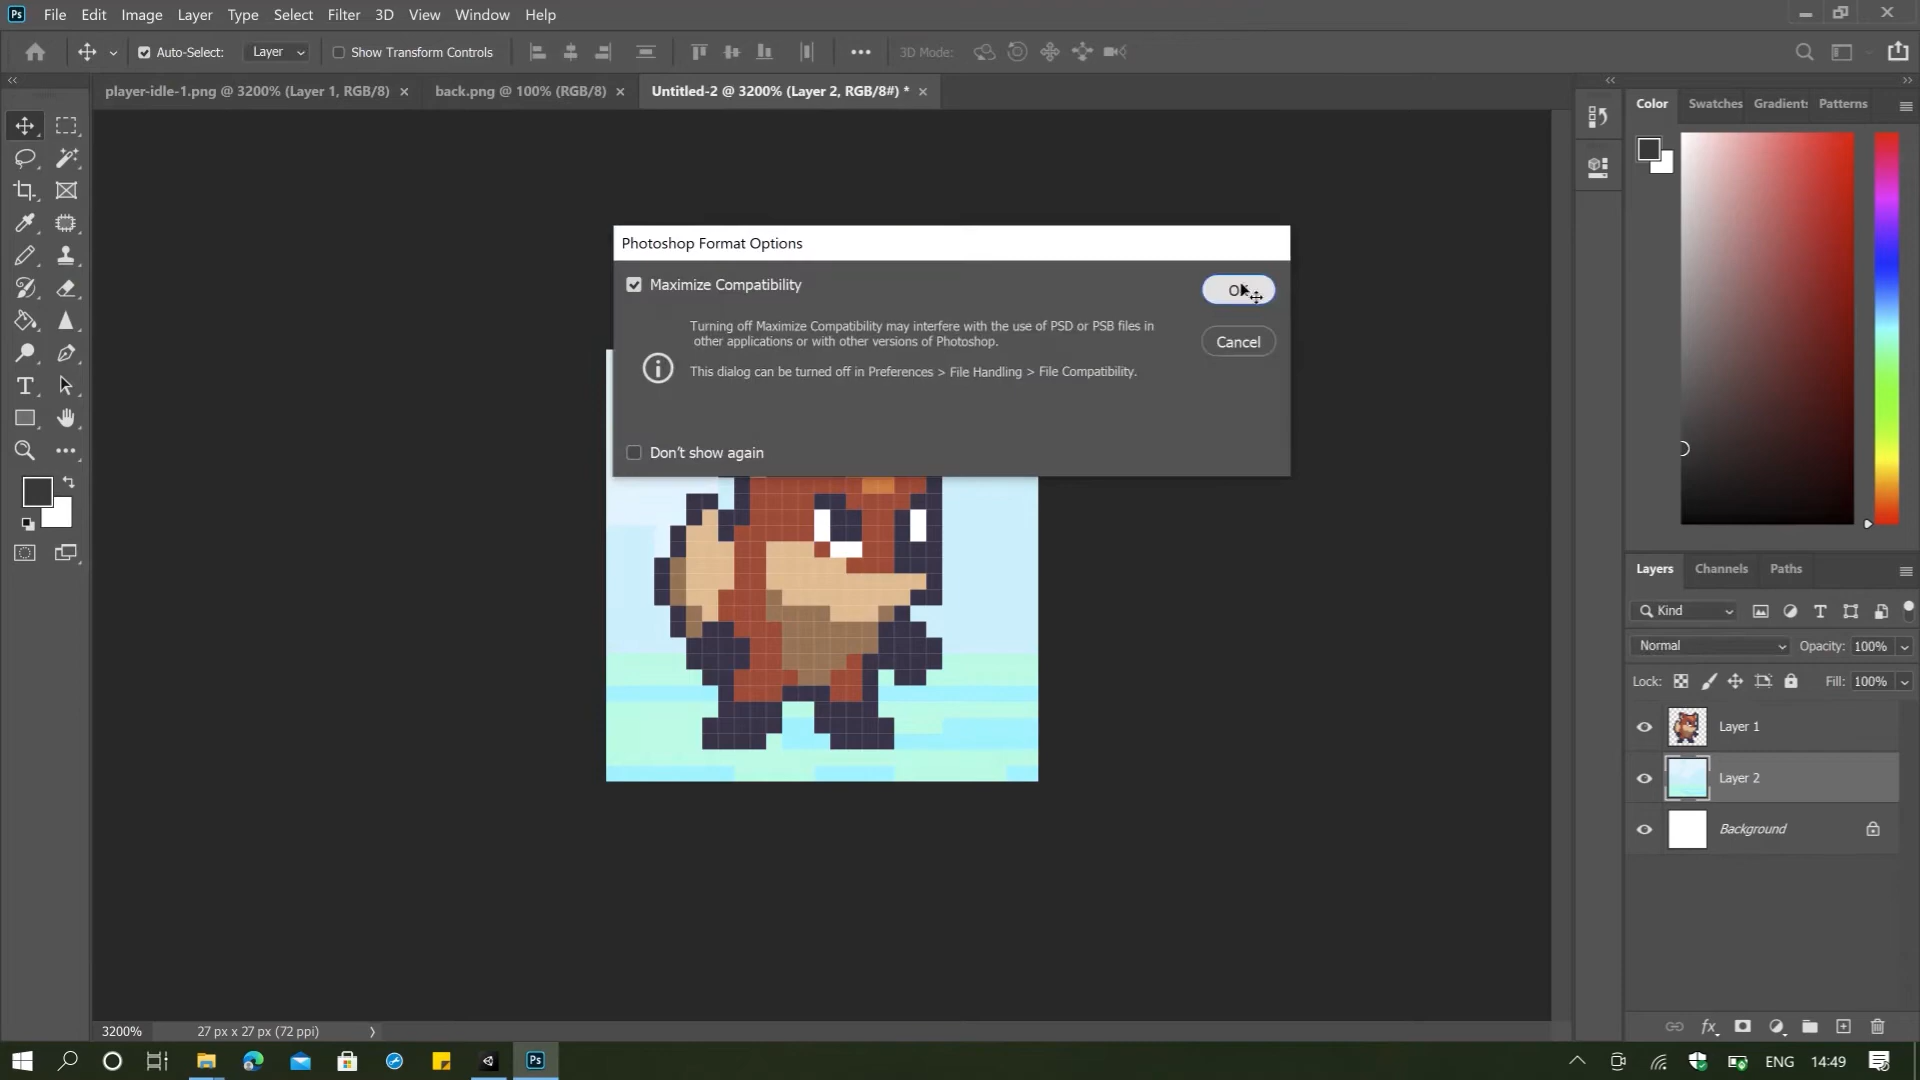 Ps File Edit Image Layer Type Select Filter 3D View Window Help
Auto-Select: Layer Show Transform Controls 3D Mode:
player-idle-1.png @ 3200% (Layer 1, RGB/8) × back.png @ 100% (RGB/8) × Untitled-2 @ 3200% (Layer 2, RGB/8#) * ×
Color Swatches Gradients Patterns
Photoshop Format Options
Maximize Compatibility
Turning off Maximize Compatibility may interfere with the use of PSD or PSB files in
other applications or with other versions of Photoshop.
This dialog can be turned off in Preferences > File Handling > File Compatibility.
Don't show again
OK
Cancel
Layers Channels Paths
Kind
Normal Opacity: 100%
Lock: Fill: 100%
Layer 1
Layer 2
Background
fx
3200% 27 px x 27 px (72 ppi)
Ps ENG 14:49